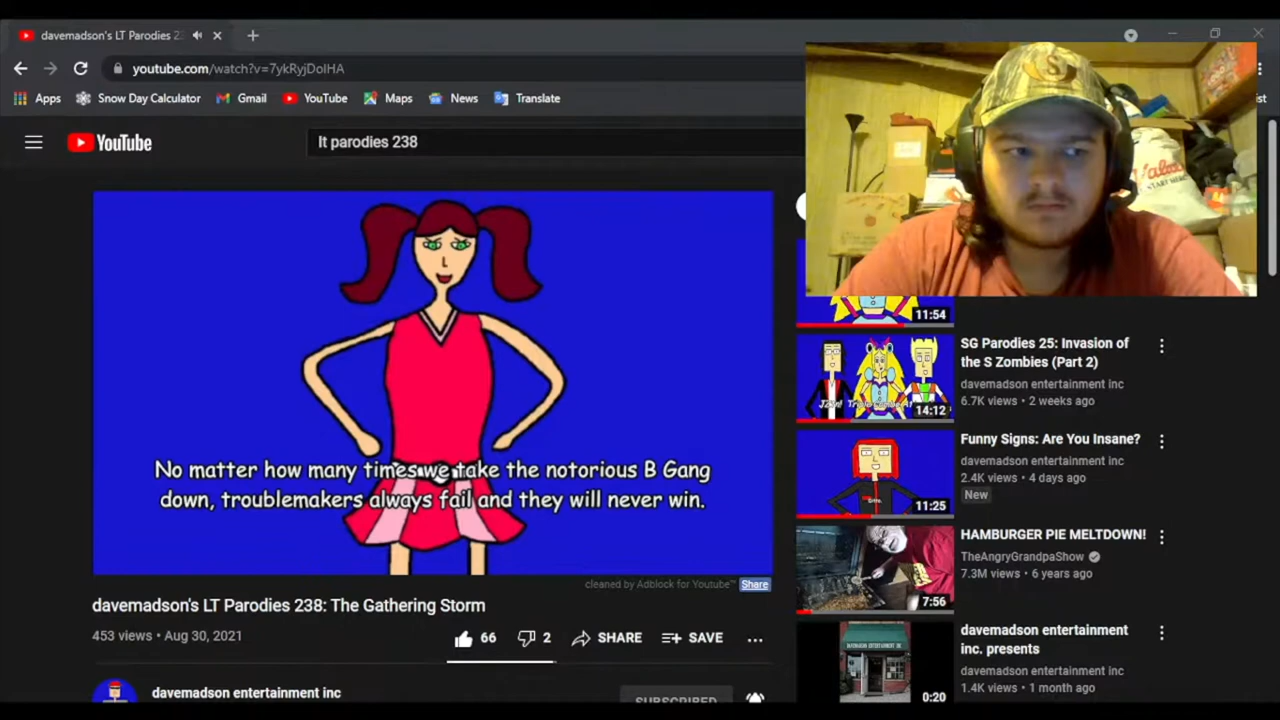 davemadson's LT Parodies 23
youtube.com/watch?v=7ykRyjDoIHA
Apps Snow Day Calculator Gmail YouTube Maps News Translate
YouTube
lt parodies 238
11:54
No matter how many times we take the notorious B Gang
down, troublemakers always fail and they will never win.
cleaned by Adblock for Youtube™ Share
davemadson's LT Parodies 238: The Gathering Storm
453 views • Aug 30, 2021
66 2 SHARE SAVE
davemadson entertainment inc
SUBSCRIBED
SG Parodies 25: Invasion of
the S Zombies (Part 2)
davemadson entertainment inc
6.7K views • 2 weeks ago
14:12
Funny Signs: Are You Insane?
davemadson entertainment inc
2.4K views • 4 days ago
New
11:25
HAMBURGER PIE MELTDOWN!
TheAngryGrandpaShow
7.3M views • 6 years ago
7:56
davemadson entertainment
inc. presents
davemadson entertainment inc
1.4K views • 1 month ago
0:20